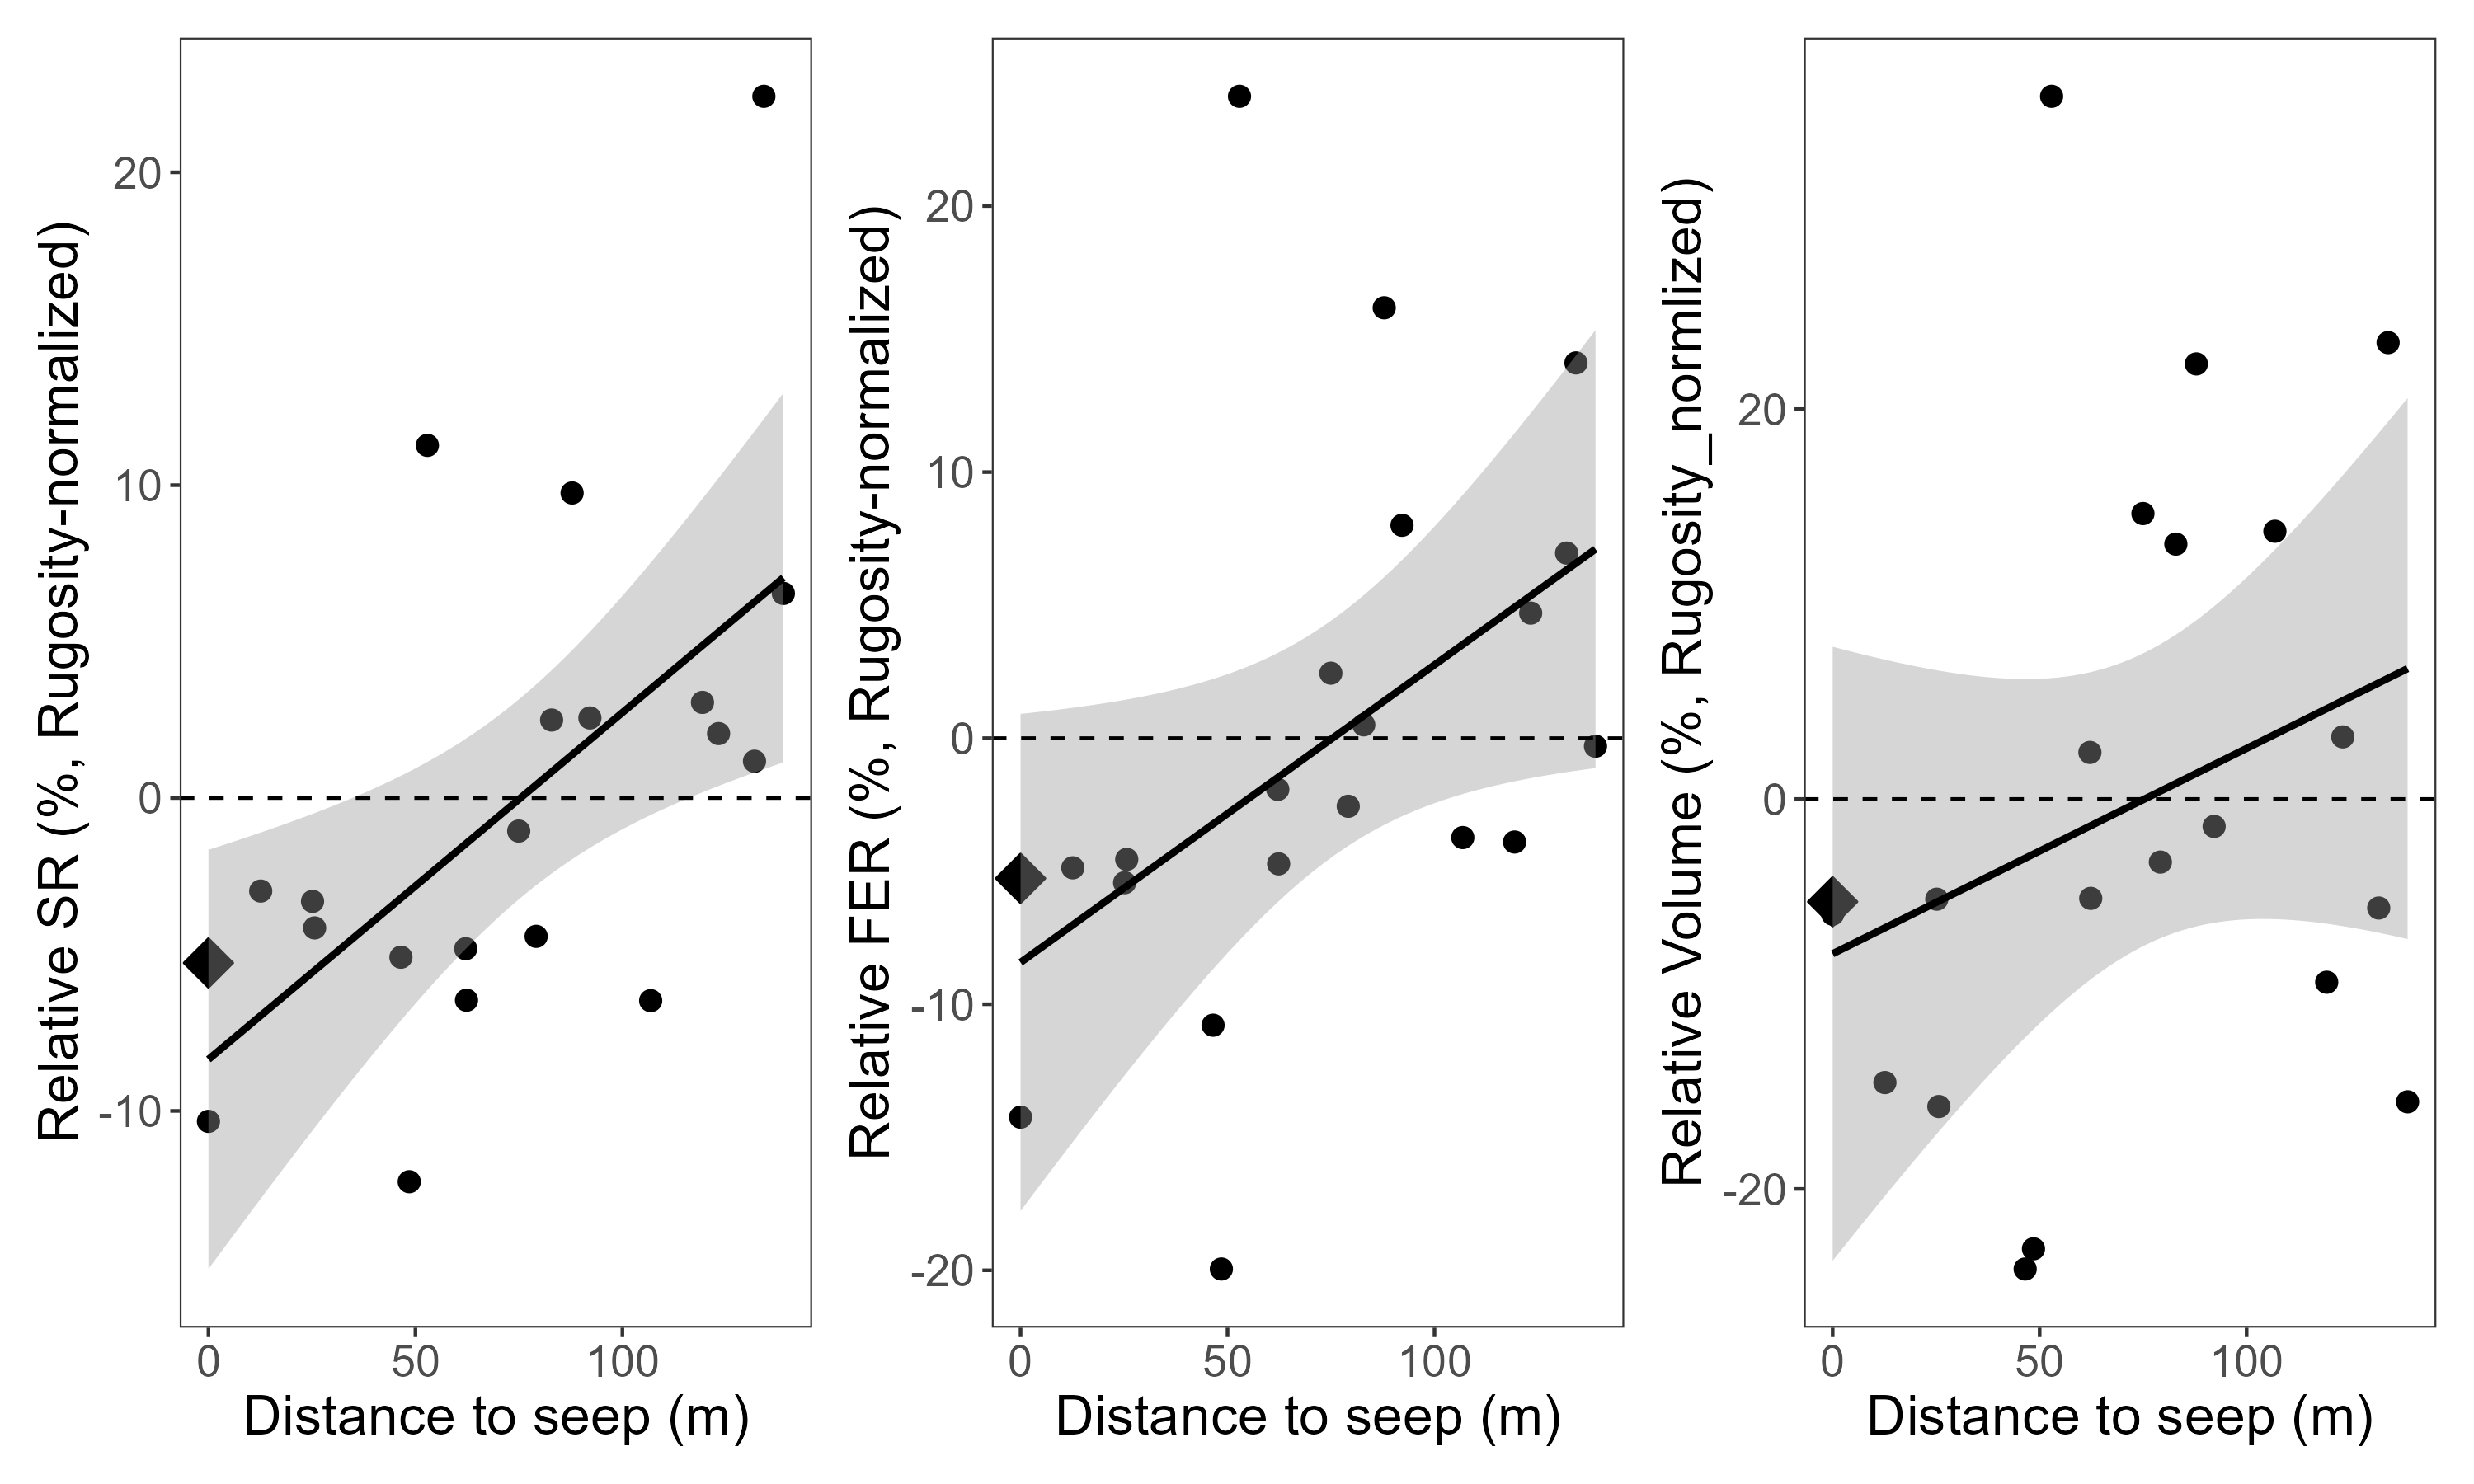 Relative SR (%, Rugosity-normalized)
20
10
0
-10
0 50 100
Distance to seep (m)
Relative FER (%, Rugosity-normalized)
20
10
0
-10
-20
0 50 100
Distance to seep (m)
Relative Volume (%, Rugosity_normlized)
20
0
-20
0 50 100
Distance to seep (m)